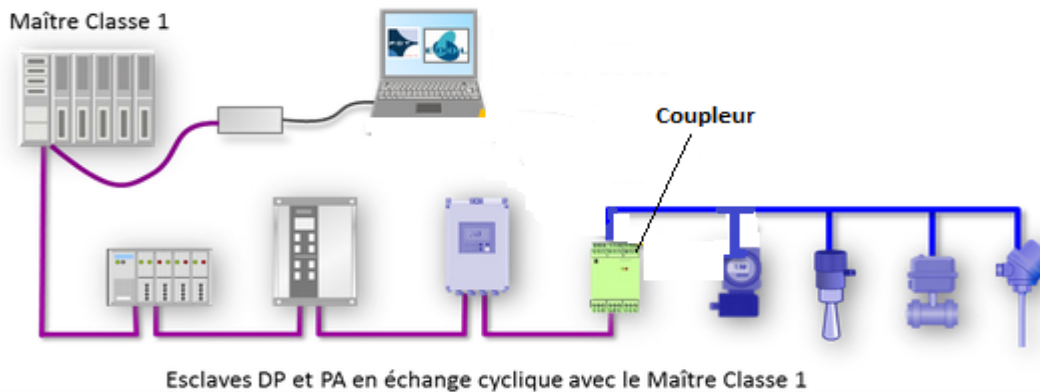 Maître Classe 1
Coupleur
Esclaves DP et PA en échange cyclique avec le Maître Classe 1